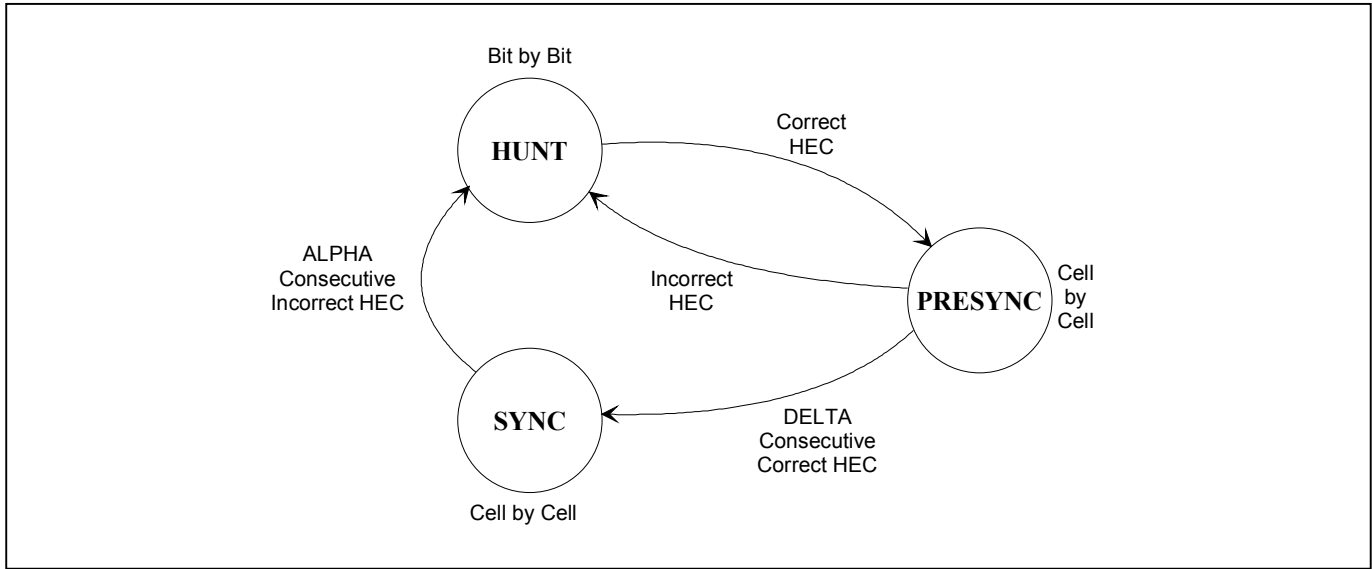 Bit by Bit
HUNT
Correct
HEC
ALPHA
Consecutive
Incorrect HEC
Incorrect
HEC
PRESYNC
Cell
by
Cell
SYNC
DELTA
Consecutive
Correct HEC
Cell by Cell